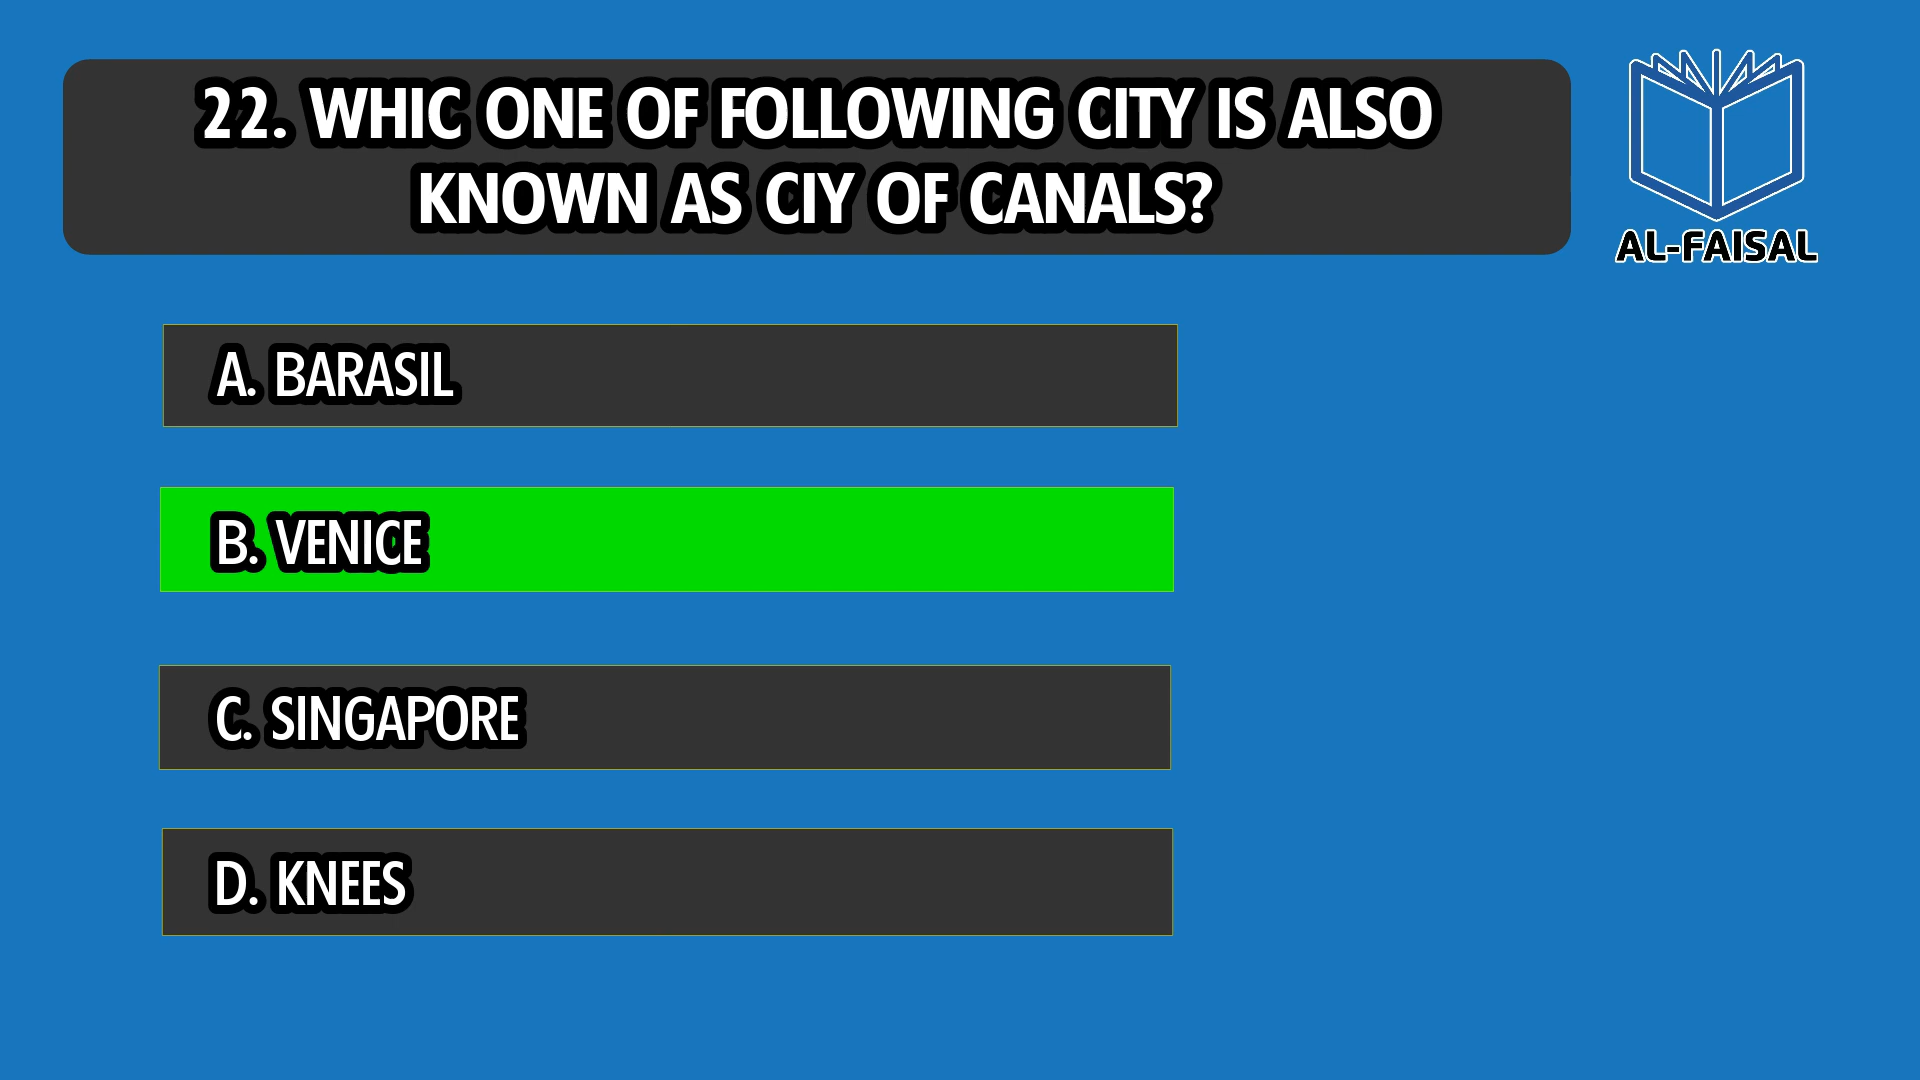 22. WHIC ONE OF FOLLOWING CITY IS ALSO
KNOWN AS CIY OF CANALS?
AL-FAISAL
A. BARASIL
B. VENICE
C. SINGAPORE
D. KNEES